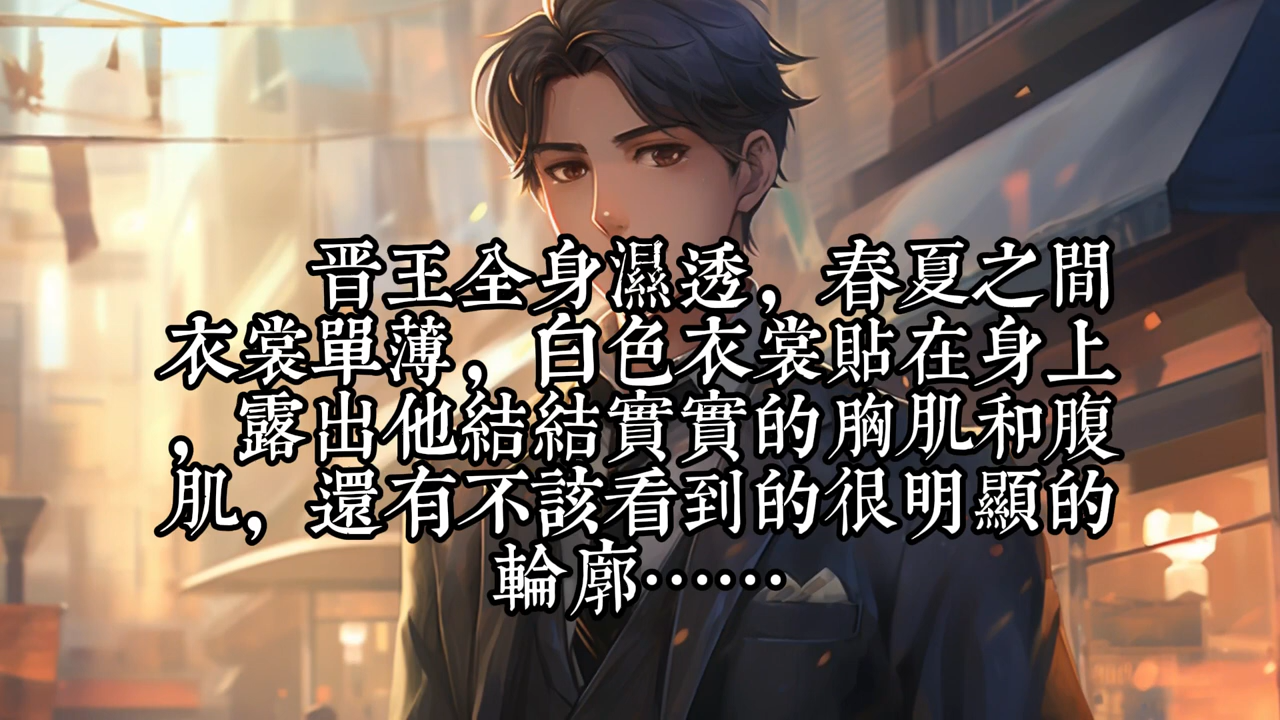 晋王全身濕透，春夏之間
衣裳單薄，白色衣裳貼在身上
，露出他結結實實的胸肌和腹
肌，還有不該看到的很明顯的
輪廓……